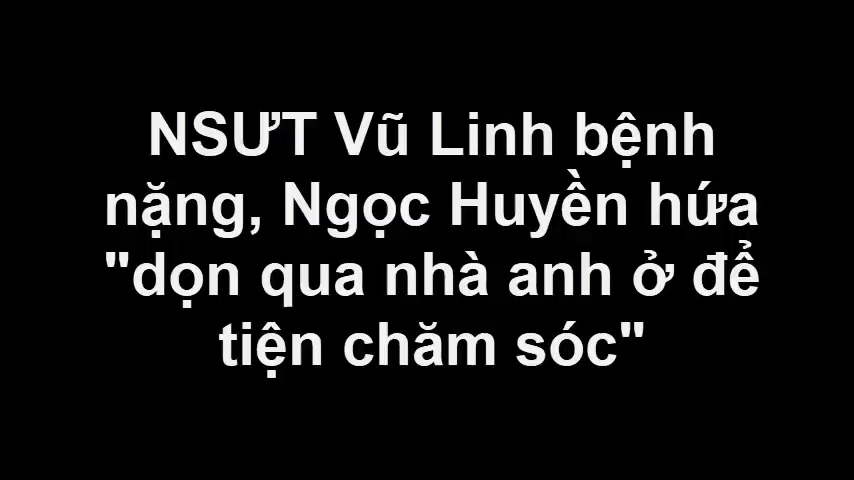 NSƯT Vũ Linh bệnh
nặng, Ngọc Huyền hứa
"dọn qua nhà anh ở để
tiện chăm sóc"